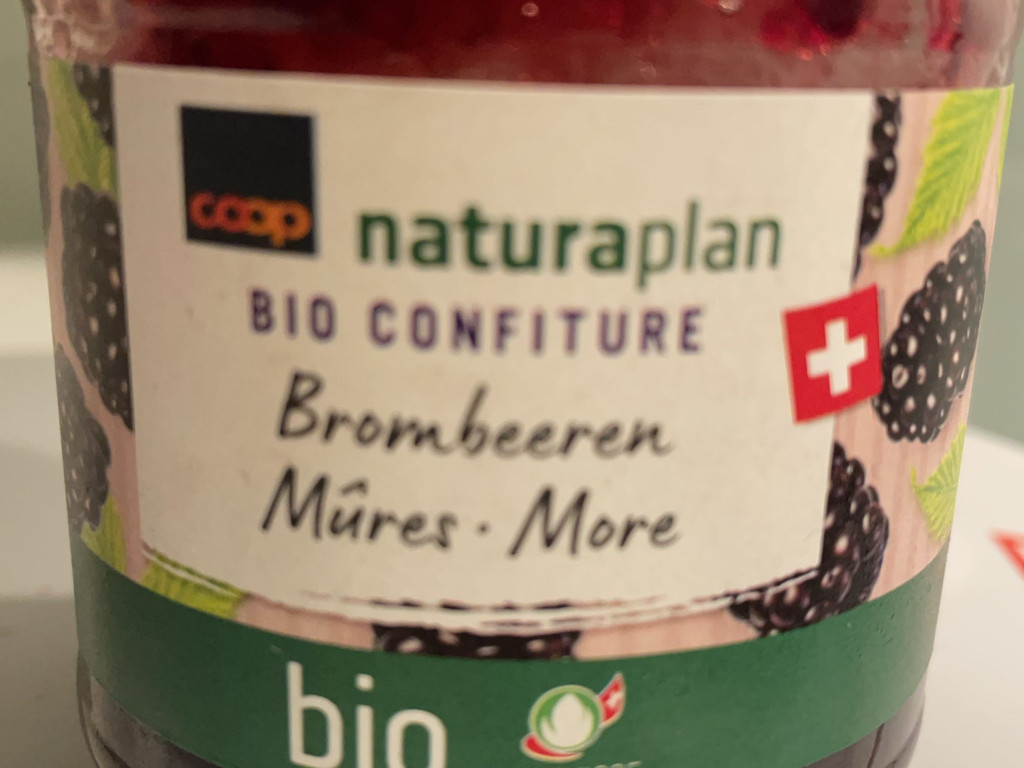 coop
naturaplan
BIO CONFITURE
Brombeeren
Mûres · More
bio